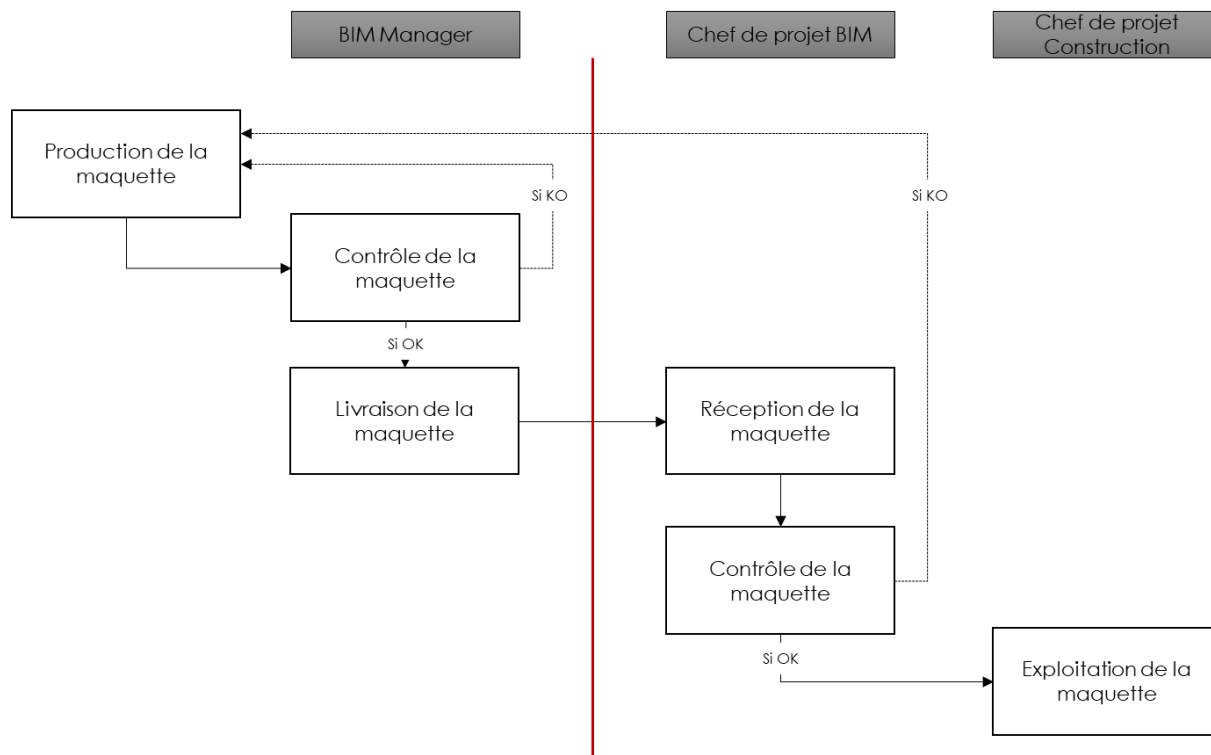 BIM Manager
Chef de projet BIM
Chef de projet
Construction
Production de la
maquette
Si KO
Si KO
Contrôle de la
maquette
Si OK
Livraison de la
maquette
Réception de la
maquette
Contrôle de la
maquette
Si OK
Exploitation de la
maquette